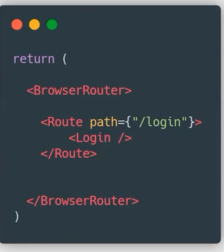 return (
<BrowserRouter>
<Route path={"/login"}>
<Login />
</Route>
</BrowserRouter>
)